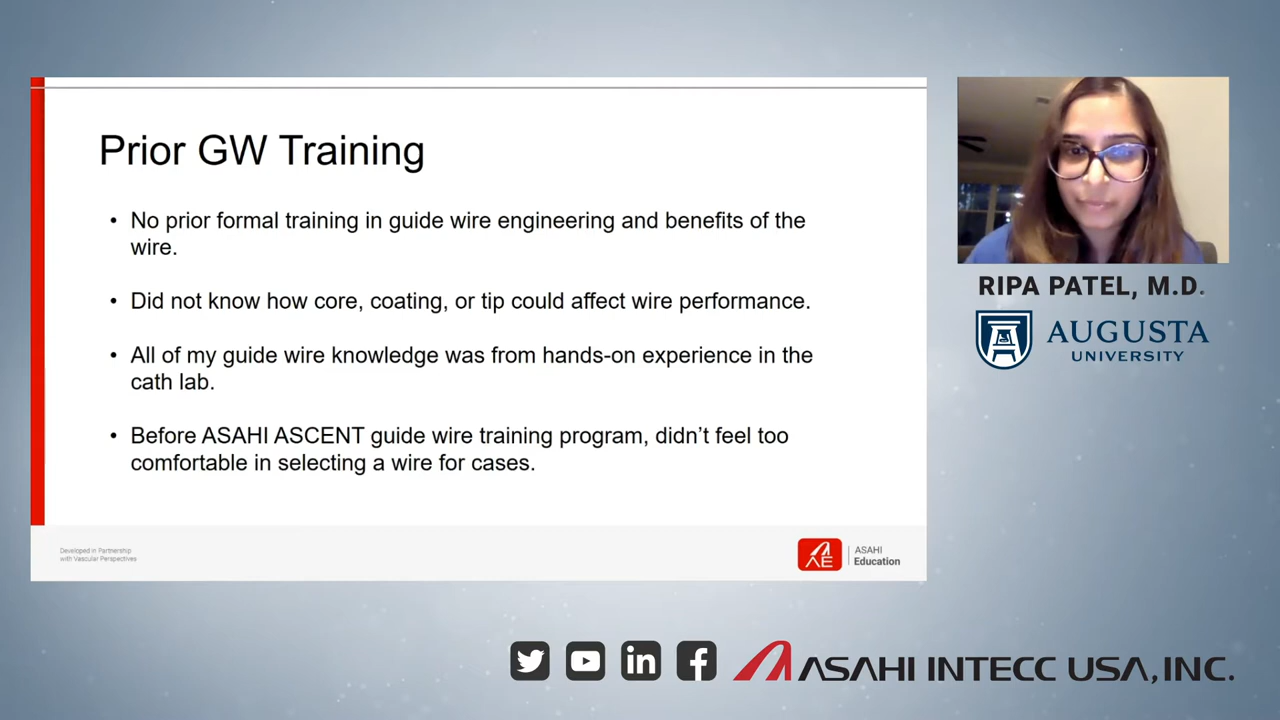 Prior GW Training
• No prior formal training in guide wire engineering and benefits of the
wire.
• Did not know how core, coating, or tip could affect wire performance.
• All of my guide wire knowledge was from hands-on experience in the
cath lab.
• Before ASAHI ASCENT guide wire training program, didn’t feel too
comfortable in selecting a wire for cases.
Developed in Partnership
with Vascular Perspectives
ASAHI
Education
RIPA PATEL, M.D.
AUGUSTA
UNIVERSITY
ASAHI INTECC USA, INC.